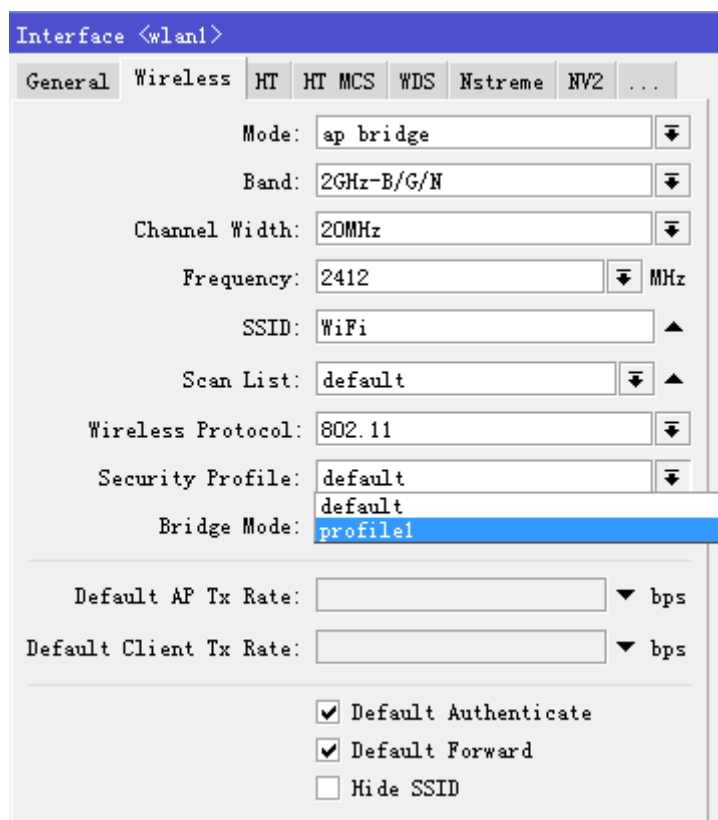 Interface <wlan1>
General Wireless HT HT MCS WDS Nstreme NV2 ...
Mode: ap bridge
Band: 2GHz-B/G/N
Channel Width: 20MHz
Frequency: 2412 MHz
SSID: WiFi
Scan List: default
Wireless Protocol: 802.11
Security Profile: default
default
Bridge Mode: profile1
Default AP Tx Rate: bps
Default Client Tx Rate: bps
Default Authenticate
Default Forward
Hide SSID